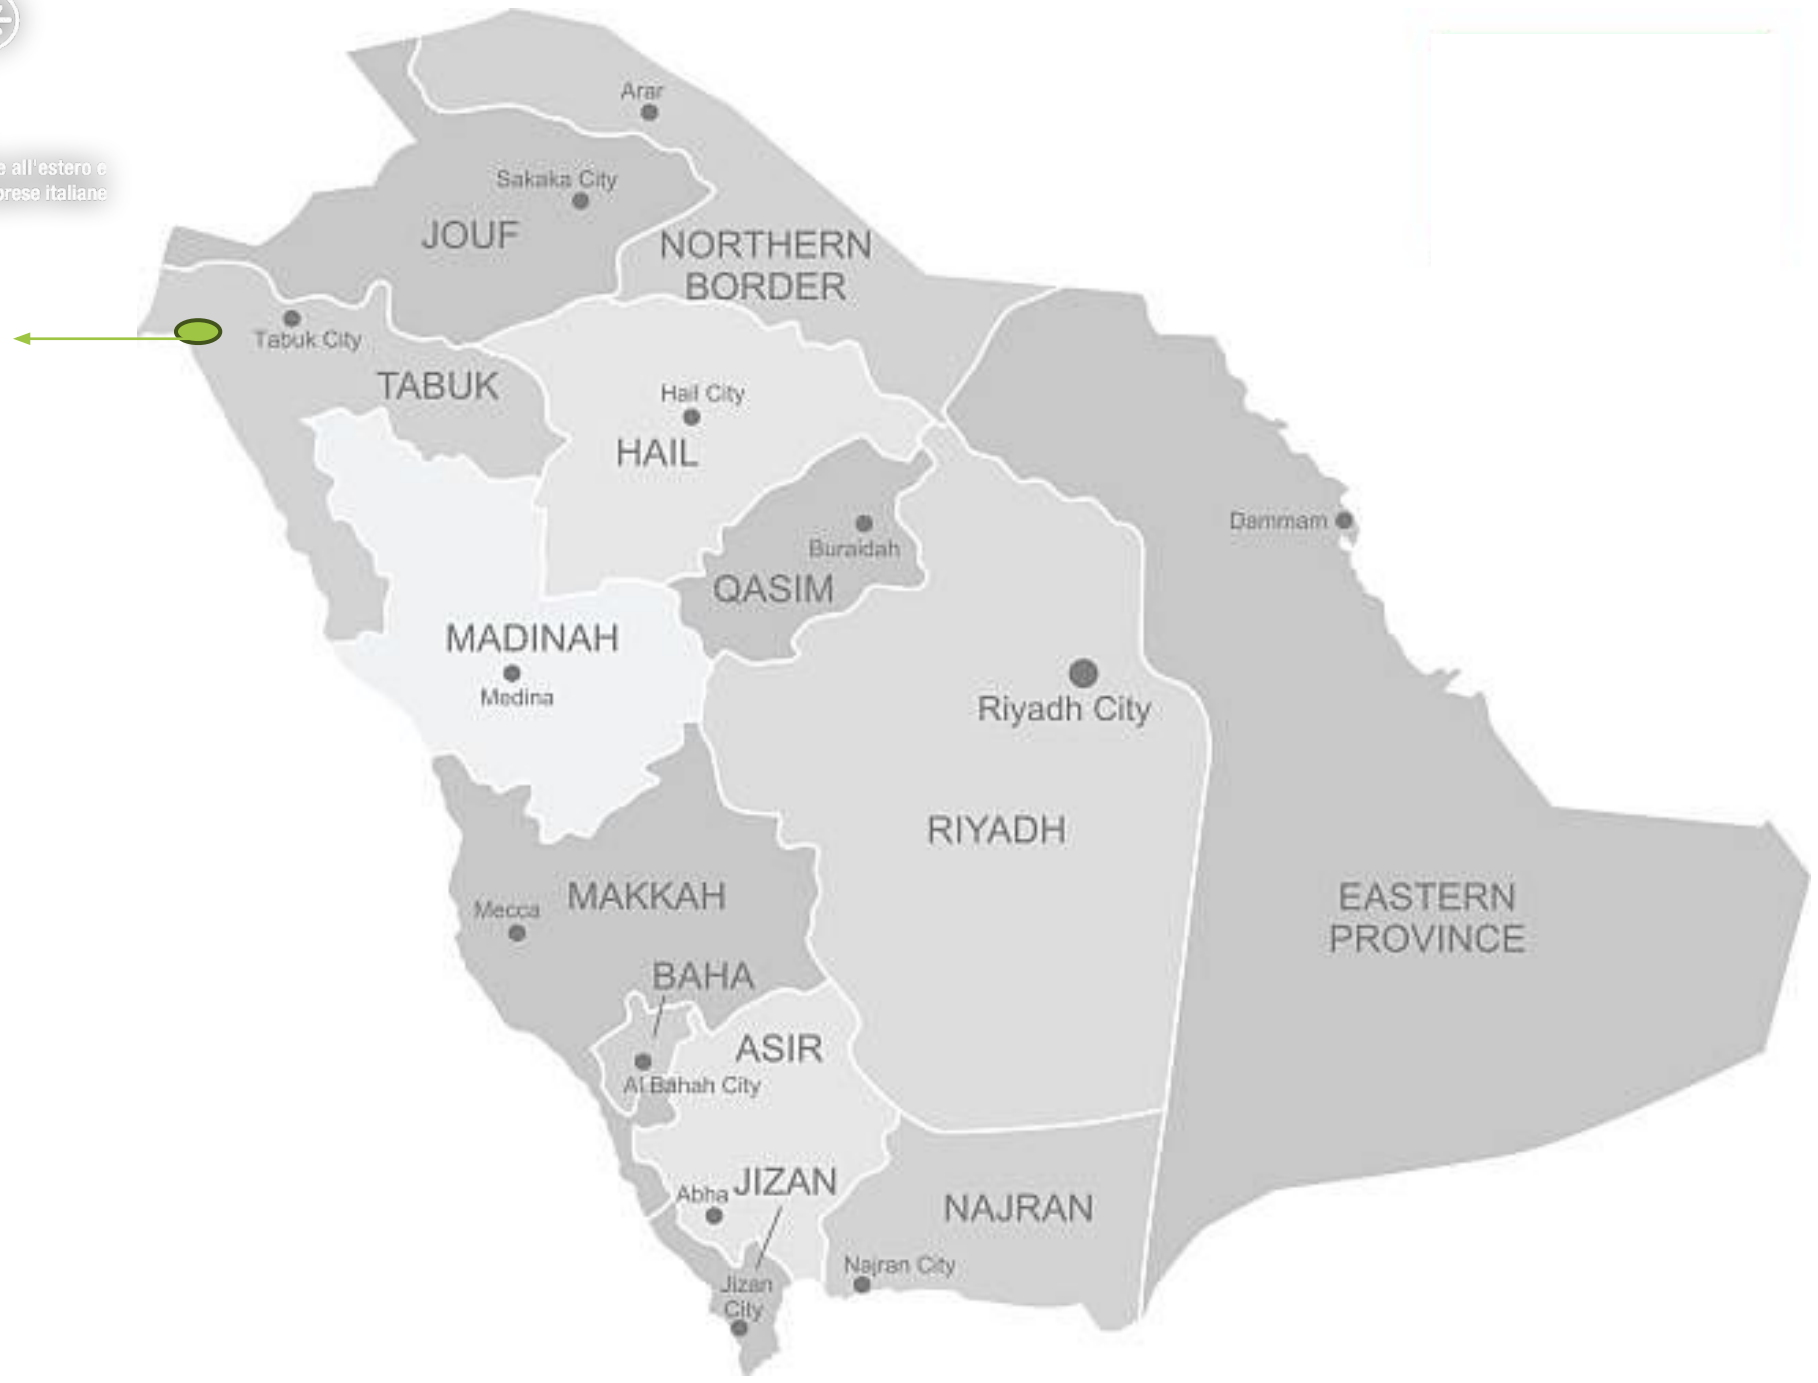 Arar
e all'estero e
prese italiane
Sakaka City
JOUF
NORTHERN
BORDER
Tabuk City
TABUK
Hail City
HAIL
Dammam
Buraidah
QASIM
MADINAH
Medina
Riyadh City
RIYADH
MAKKAH
Mecca
EASTERN
PROVINCE
BAHA
ASIR
Al Bahah City
JIZAN
Abha
NAJRAN
Najran City
Jizan
City